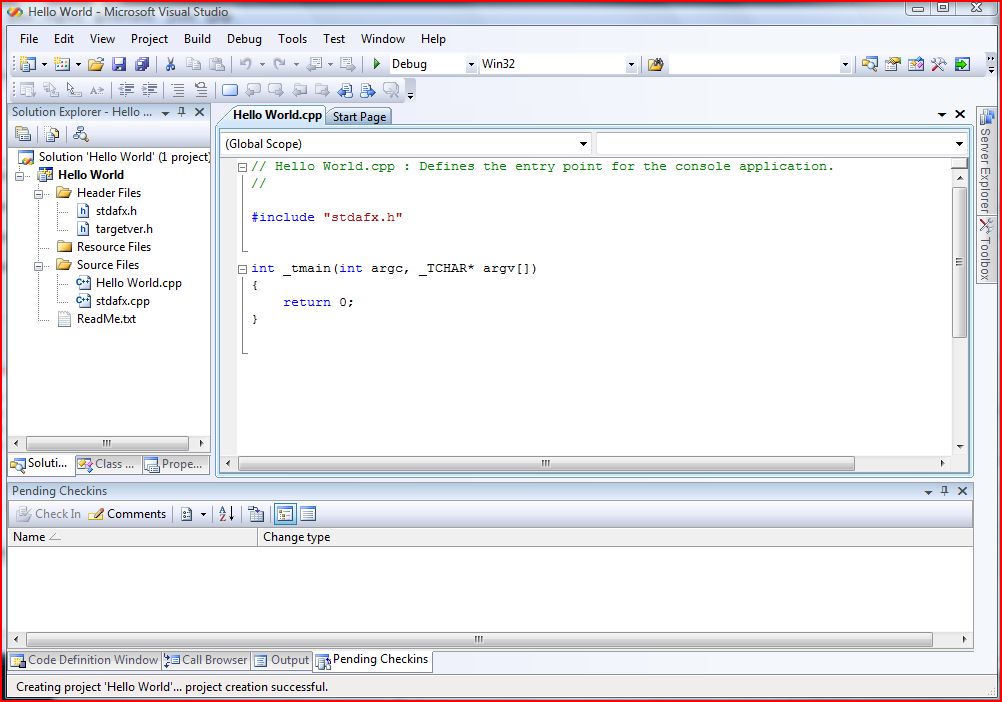 Hello World - Microsoft Visual Studio
File Edit View Project Build Debug Tools Test Window Help
Debug Win32
Solution Explorer - Hello ...
Solution 'Hello World' (1 project)
Hello World
Header Files
stdafx.h
targetver.h
Resource Files
Source Files
Hello World.cpp
stdafx.cpp
ReadMe.txt
Soluti... Class ... Prope...
Hello World.cpp Start Page
(Global Scope)
// Hello World.cpp : Defines the entry point for the console application.
//
#include "stdafx.h"
int _tmain(int argc, _TCHAR* argv[])
{
return 0;
}
Server Explorer
Toolbox
Pending Checkins
Check In Comments
Name Change type
Code Definition Window Call Browser Output Pending Checkins
Creating project 'Hello World'... project creation successful.